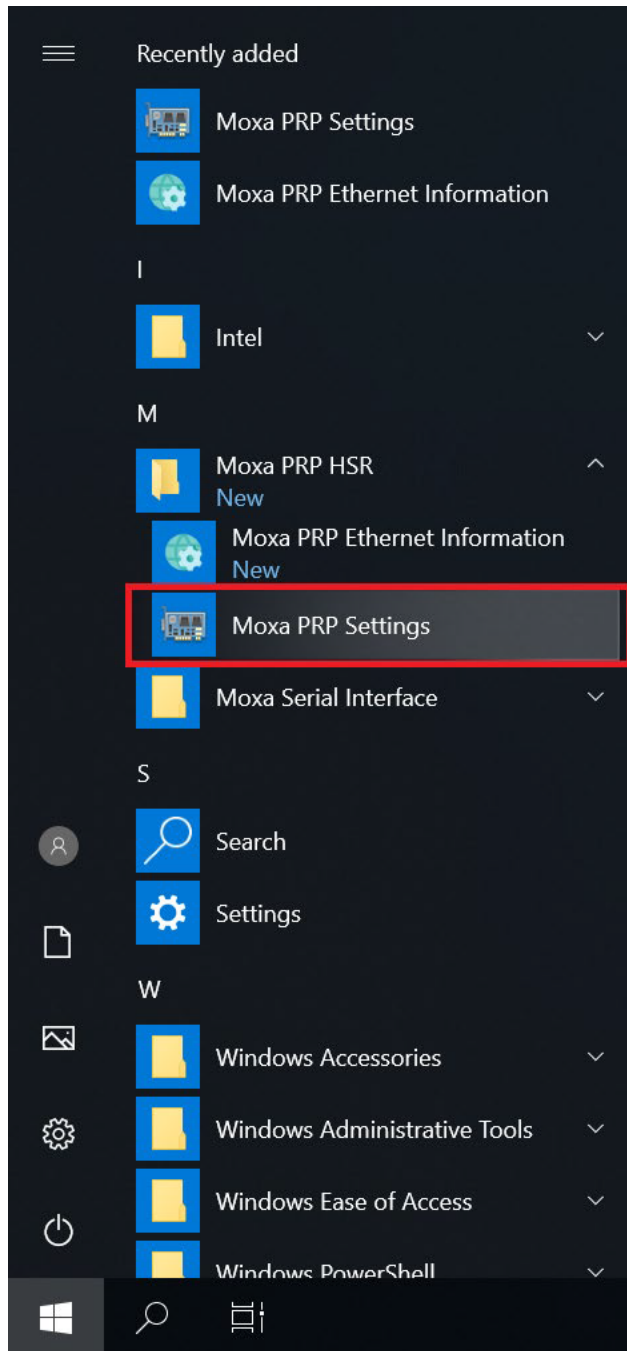 Recently added
Moxa PRP Settings
Moxa PRP Ethernet Information
I
Intel
M
Moxa PRP HSR
New
Moxa PRP Ethernet Information
New
Moxa PRP Settings
Moxa Serial Interface
S
Search
Settings
W
Windows Accessories
Windows Administrative Tools
Windows Ease of Access
Windows PowerShell